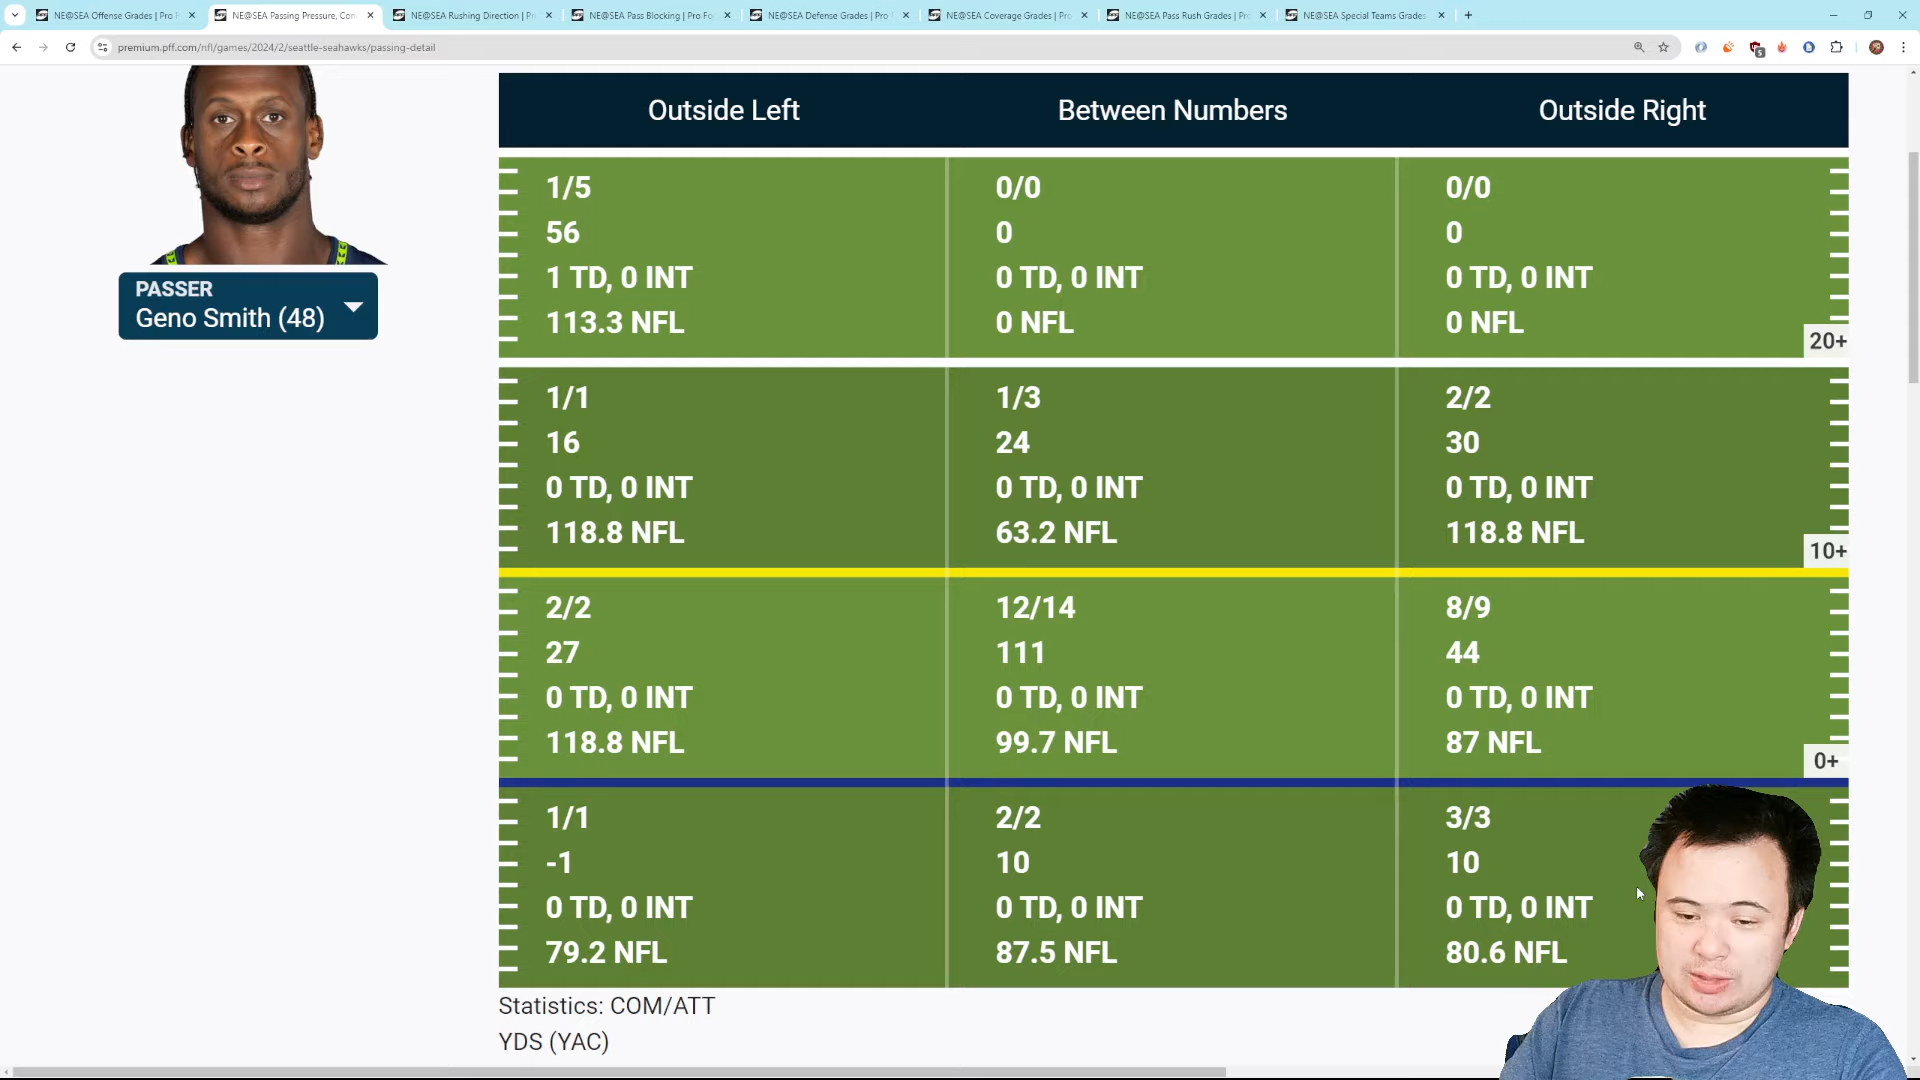 NE@SEA Offense Grades | Pro F
NE@SEA Passing Pressure, Con
NE@SEA Rushing Direction | Pr
NE@SEA Pass Blocking | Pro Fo
NE@SEA Defense Grades | Pro
NE@SEA Coverage Grades | Pro
NE@SEA Pass Rush Grades | Pro
NE@SEA Special Teams Grades
premium.pff.com/nfl/games/2024/2/seattle-seahawks/passing-detail
5
PASSER
Geno Smith (48)
Outside Left
Between Numbers
Outside Right
1/5
56
1 TD, 0 INT
113.3 NFL
0/0
0
0 TD, 0 INT
0 NFL
0/0
0
0 TD, 0 INT
0 NFL
20+
1/1
16
0 TD, 0 INT
118.8 NFL
1/3
24
0 TD, 0 INT
63.2 NFL
2/2
30
0 TD, 0 INT
118.8 NFL
10+
2/2
27
0 TD, 0 INT
118.8 NFL
12/14
111
0 TD, 0 INT
99.7 NFL
8/9
44
0 TD, 0 INT
87 NFL
0+
1/1
-1
0 TD, 0 INT
79.2 NFL
2/2
10
0 TD, 0 INT
87.5 NFL
3/3
10
0 TD, 0 INT
80.6 NFL
Statistics: COM/ATT
YDS (YAC)